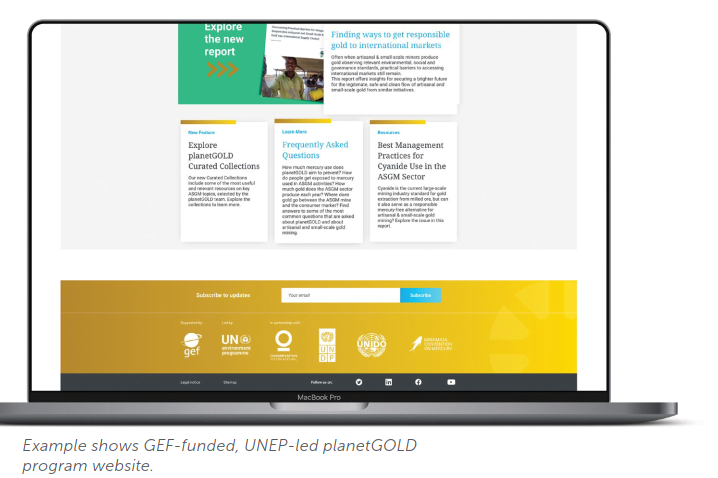 Explore
the new
report
Finding ways to get responsible
gold to international markets
Often when artisanal & small-scale miners produce
gold observing relevant environmental, social and
governance standards, practical barriers to accessing
international markets still remain.
This report offers insights for securing a brighter future
for the legitimate, safe and clean flow of artisanal and
small-scale gold from similar initiatives.
New Feature
Explore
planetGOLD
Curated Collections
Our new Curated Collections
include some of the most useful
and relevant resources on key
ASGM topics, selected by the
planetGOLD team. Explore the
collections to learn more.
Learn More
Frequently Asked
Questions
How much mercury use does
planetGOLD aim to prevent? How
do people get exposed to mercury
used in ASGM activities? How
much gold does the ASGM sector
produce each year? Where does
gold go between the ASGM mine
and the consumer market? Find
answers to some of the most
common questions that are asked
about planetGOLD and about
artisanal and small-scale gold
mining.
Resources
Best Management
Practices for
Cyanide Use in the
ASGM Sector
Cyanide is the current large-scale
mining industry standard for gold
extraction from milled ore, but can
it also serve as a responsible
mercury-free alternative for
artisanal & small-scale gold
mining? Explore the issue in this
report.
Subscribe to updates
Your email
Subscribe
Supported by
Led by
In partnership with
gef
UN
environment
programme
CONSERVATION
INTERNATIONAL
U N
D P
UNIDO
MINAMATA
CONVENTION
ON MERCURY
Legal notice
Sitemap
Follow us on:
MacBook Pro
Example shows GEF-funded, UNEP-led planetGOLD
program website.